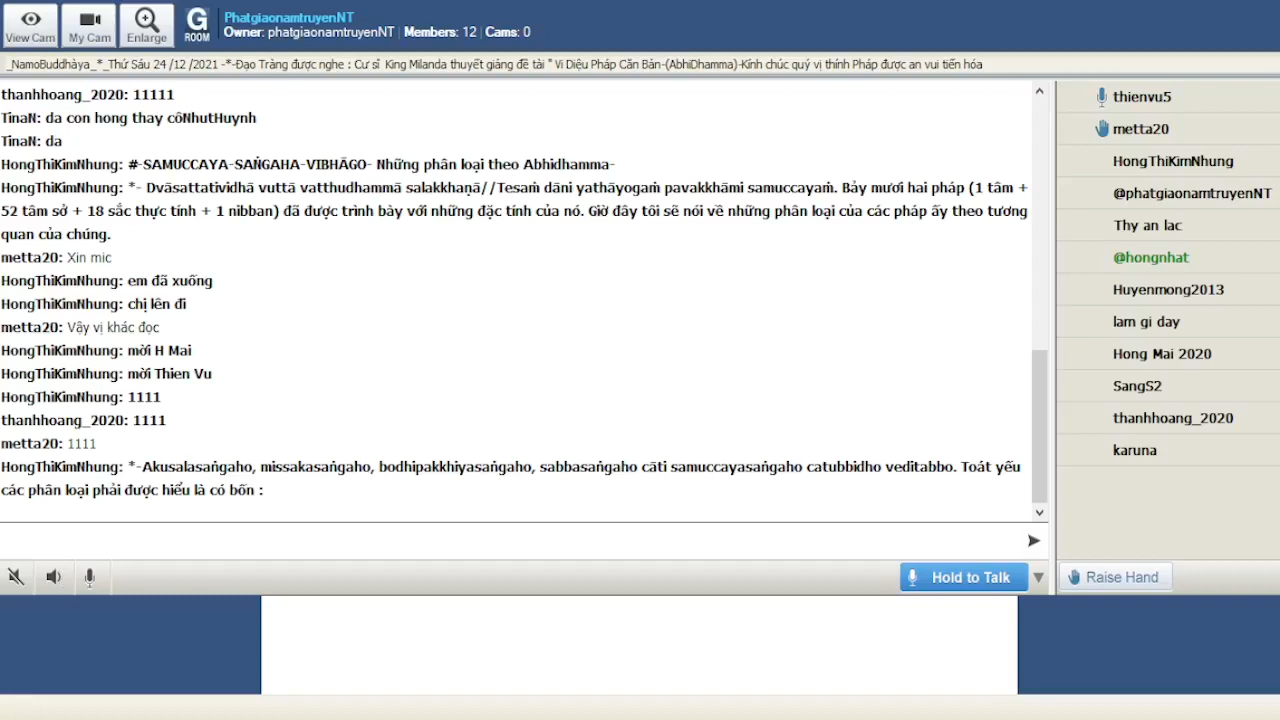 View Cam
My Cam
Enlarge
G
ROOM
PhatgiaonamtruyenNT
Owner: phatgiaonamtruyenNT | Members: 12 | Cams: 0
_NamoBuddhàya_*_Thứ Sáu 24 /12 /2021 -*-Đạo Tràng được nghe : Cư sĩ King Milanda thuyết giảng đề tài " Vi Diệu Pháp Căn Bản-(AbhiDhamma)-Kính chúc quý vị thính Pháp được an vui tiến hóa
thanhhoang_2020: 11111
TinaN: da con hong thay côNhutHuynh
TinaN: da
HongThiKimNhung: #-SAMUCCAYA-SAṄGAHA-VIBHĀGO- Những phân loại theo Abhidhamma-
HongThiKimNhung: *- Dvāsattatividhā vuttā vatthudhammā salakkhaṇā//Tesaṁ dāni yathāyogaṁ pavakkhāmi samuccayaṁ. Bảy mươi hai pháp (1 tâm +
52 tâm sở + 18 sắc thực tính + 1 nibban) đã được trình bày với những đặc tính của nó. Giờ đây tôi sẽ nói về những phân loại của các pháp ấy theo tương
quan của chúng.
metta20: Xin mic
HongThiKimNhung: em đã xuống
HongThiKimNhung: chị lên đi
metta20: Vậy vị khác đọc
HongThiKimNhung: mời H Mai
HongThiKimNhung: mời Thien Vu
HongThiKimNhung: 1111
thanhhoang_2020: 1111
metta20: 1111
HongThiKimNhung: *-Akusalasaṅgaho, missakasaṅgaho, bodhipakkhiyasaṅgaho, sabbasaṅgaho cāti samuccayasaṅgaho catubbidho veditabbo. Toát yếu
các phân loại phải được hiểu là có bốn :
Hold to Talk
thienvu5
metta20
HongThiKimNhung
@phatgiaonamtruyenNT
Thy an lac
@hongnhat
Huyenmong2013
lam gi day
Hong Mai 2020
SangS2
thanhhoang_2020
karuna
Raise Hand